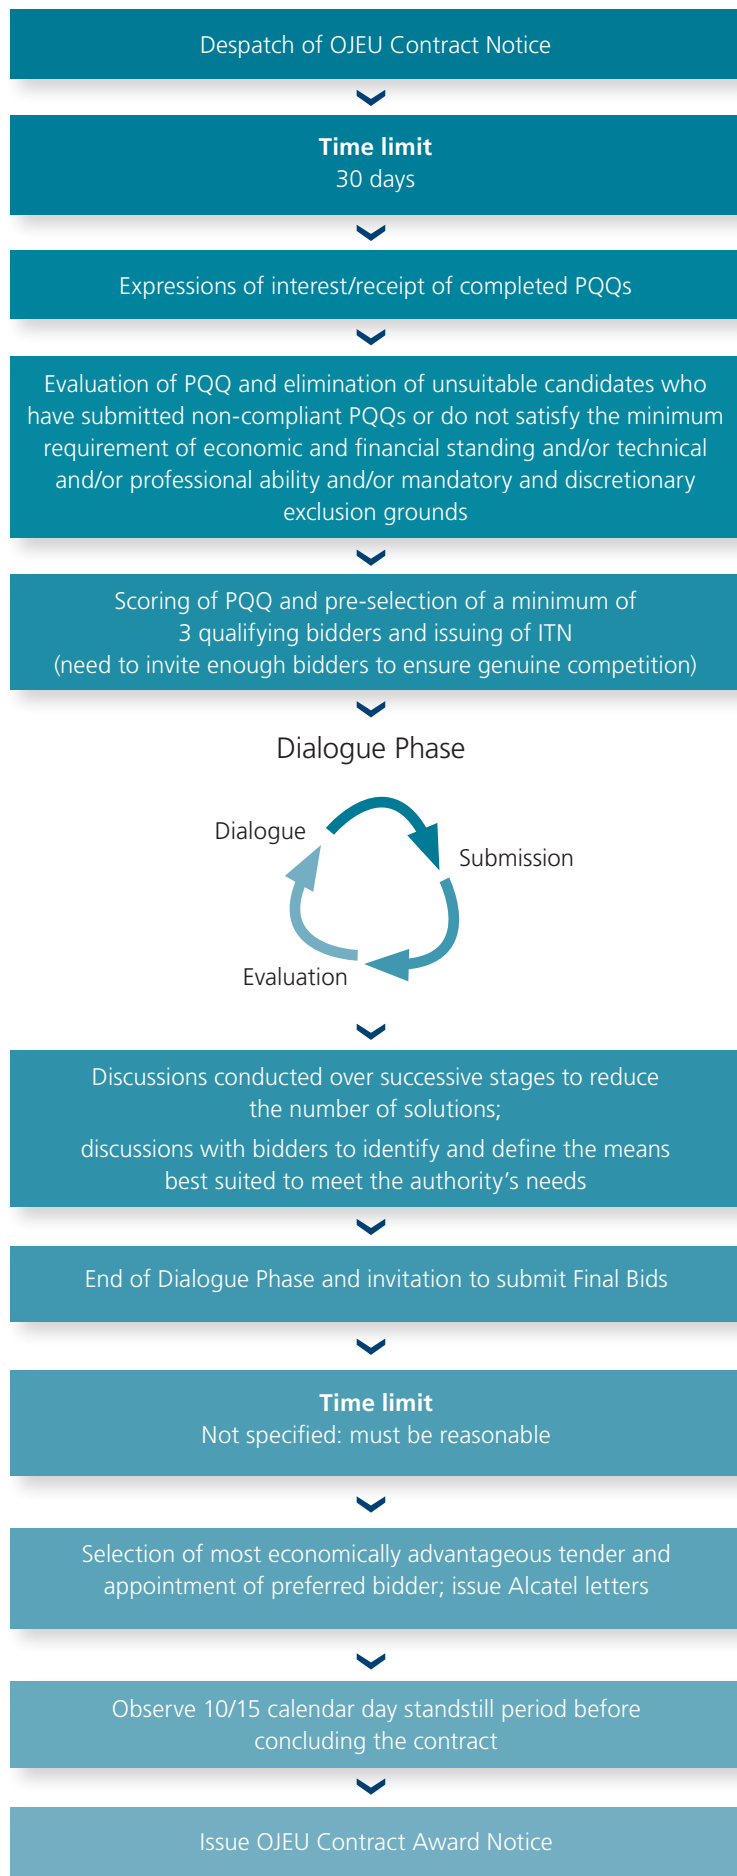 Despatch of OJEU Contract Notice
Time limit
30 days
Expressions of interest/receipt of completed PQQs
Evaluation of PQQ and elimination of unsuitable candidates who
have submitted non-compliant PQQs or do not satisfy the minimum
requirement of economic and financial standing and/or technical
and/or professional ability and/or mandatory and discretionary
exclusion grounds
Scoring of PQQ and pre-selection of a minimum of
3 qualifying bidders and issuing of ITN
(need to invite enough bidders to ensure genuine competition)
Dialogue Phase
Dialogue
Submission
Evaluation
Discussions conducted over successive stages to reduce
the number of solutions;
discussions with bidders to identify and define the means
best suited to meet the authority’s needs
End of Dialogue Phase and invitation to submit Final Bids
Time limit
Not specified: must be reasonable
Selection of most economically advantageous tender and
appointment of preferred bidder; issue Alcatel letters
Observe 10/15 calendar day standstill period before
concluding the contract
Issue OJEU Contract Award Notice